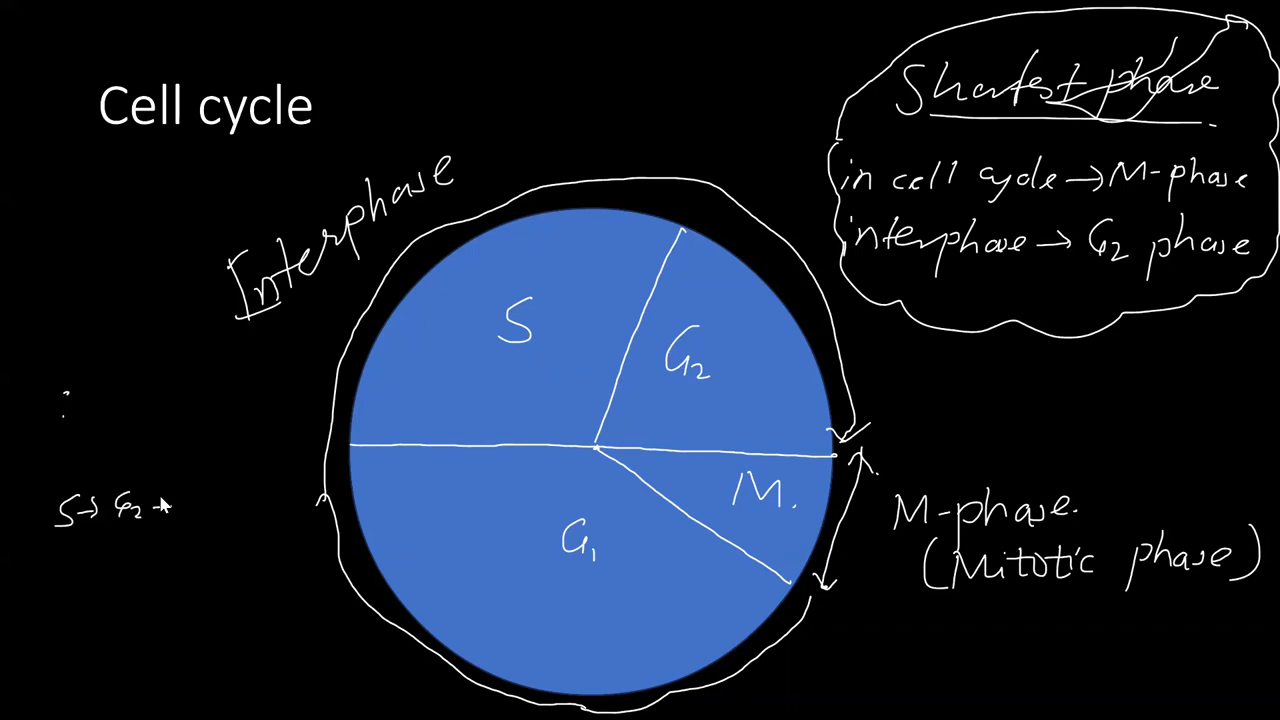 Cell cycle
Shortest phase
in cell cycle → M-phase
interphase → G2 phase
Interphase
S
G2
M.
G1
S → G2 →
M-phase.
(Mitotic phase)